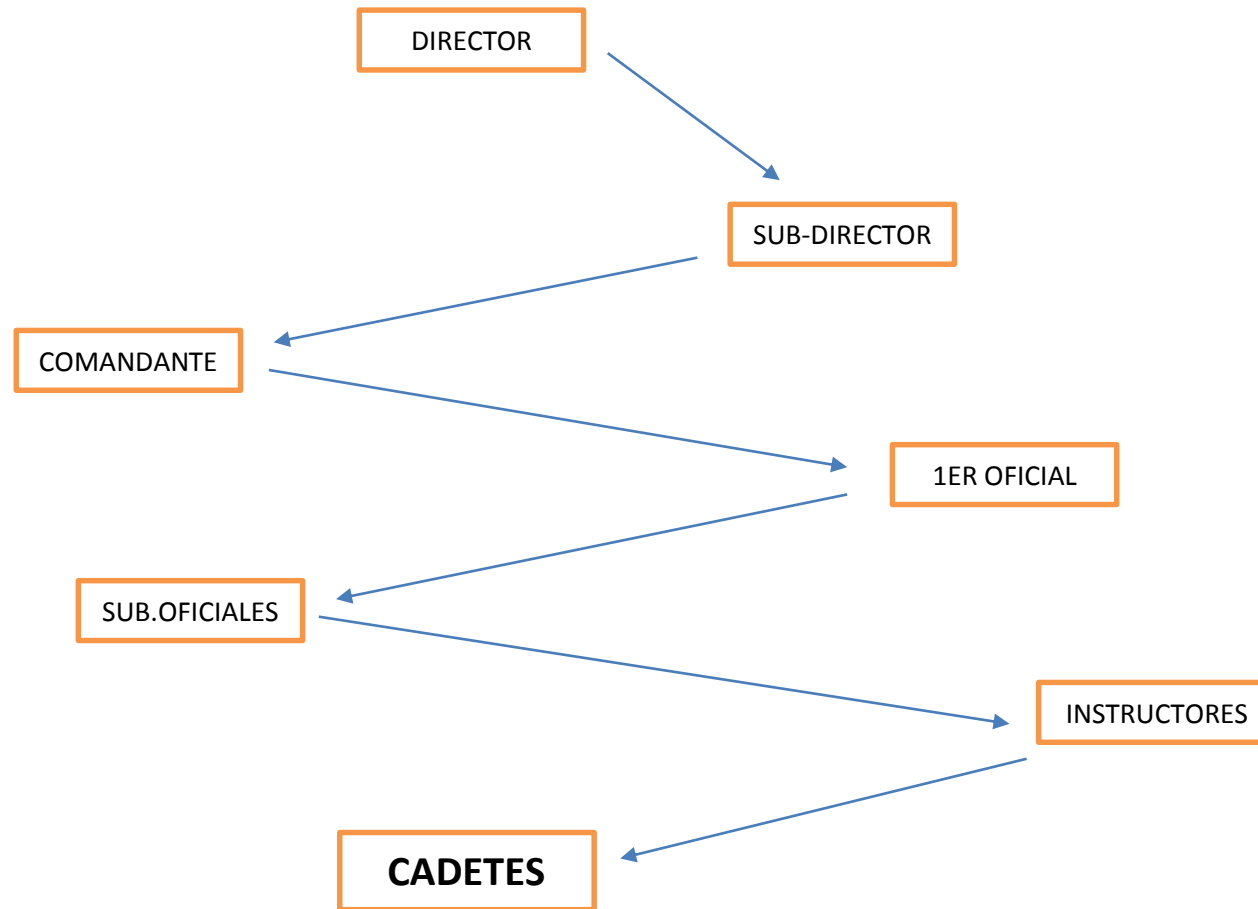 DIRECTOR
SUB-DIRECTOR
COMANDANTE
1ER OFICIAL
SUB.OFICIALES
INSTRUCTORES
CADETES